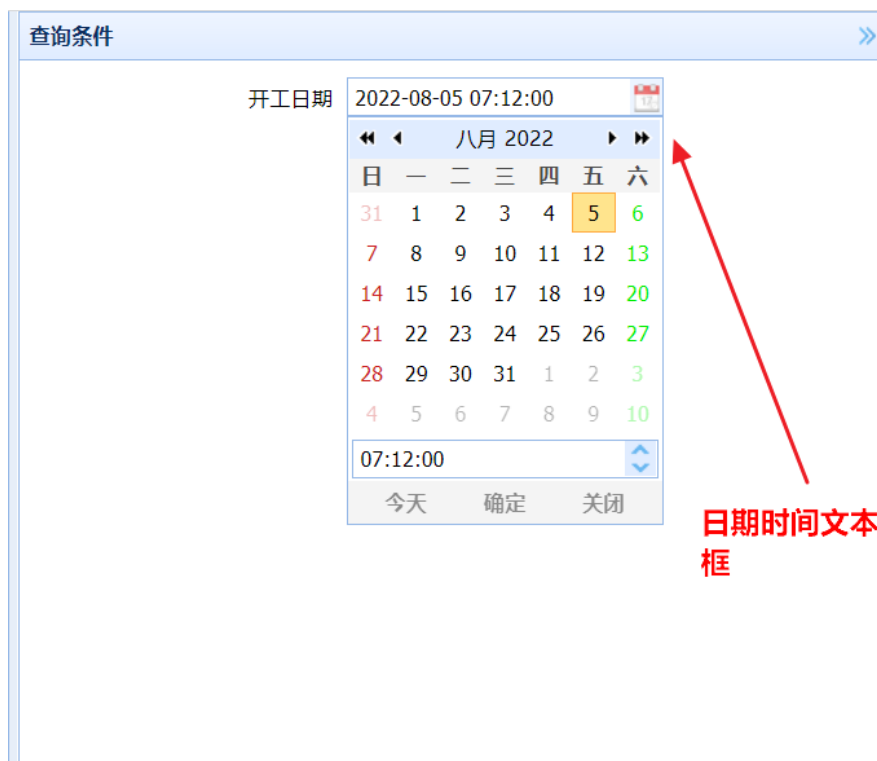 查询条件
开工日期 2022-08-05 07:12:00
八月 2022
日 一 二 三 四 五 六
31 1 2 3 4 5 6
7 8 9 10 11 12 13
14 15 16 17 18 19 20
21 22 23 24 25 26 27
28 29 30 31 1 2 3
4 5 6 7 8 9 10
07:12:00
今天 确定 关闭
日期时间文本
框